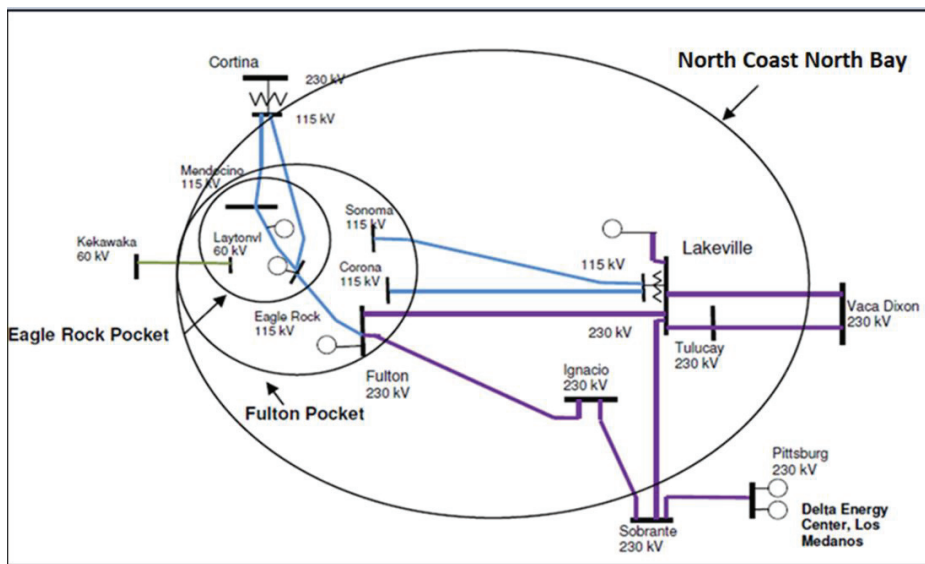 North Coast North Bay
Cortina
230 kV
115 kV
Mendocino
115 kV
Sonoma
115 kV
Laytonvl
60 kV
Kekawaka
60 kV
Lakeville
115 kV
Corona
115 kV
Eagle Rock
115 kV
Eagle Rock Pocket
230 kV
Vaca Dixon
230 kV
Tulucay
230 kV
Fulton
230 kV
Ignacio
230 kV
Fulton Pocket
Pittsburg
230 kV
Delta Energy
Center, Los
Medanos
Sobrante
230 kV